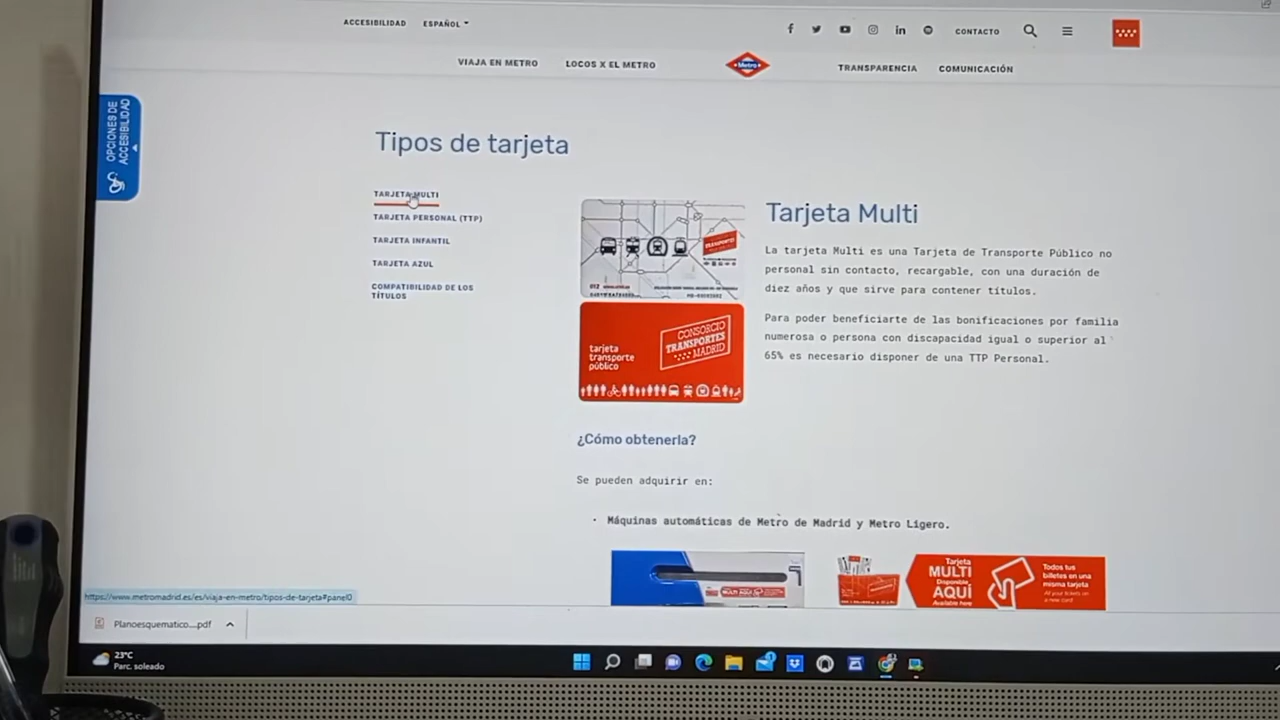 ACCESIBILIDAD
ESPAÑOL
CONTACTO
VIAJA EN METRO
LOCOS X EL METRO
Metro
TRANSPARENCIA
COMUNICACIÓN
OPCIONES DE
ACCESIBILIDAD
Tipos de tarjeta
TARJETA MULTI
TARJETA PERSONAL (TTP)
TARJETA INFANTIL
TARJETA AZUL
COMPATIBILIDAD DE LOS
TÍTULOS
tarjeta
transporte
público
CONSORCIO
TRANSPORTES
MADRID
Tarjeta Multi
La tarjeta Multi es una Tarjeta de Transporte Público no
personal sin contacto, recargable, con una duración de
diez años y que sirve para contener títulos.
Para poder beneficiarte de las bonificaciones por familia
numerosa o persona con discapacidad igual o superior al
65% es necesario disponer de una TTP Personal.
¿Cómo obtenerla?
Se pueden adquirir en:
· Máquinas automáticas de Metro de Madrid y Metro Ligero.
Tarjeta
MULTI
Disponible
AQUÍ
Available here
Todos tus
billetes en una
misma tarjeta
https://www.metromadrid.es/es/viaja-en-metro/tipos-de-tarjeta#panel0
Planoesquematico....pdf
23°C
Parc. soleado